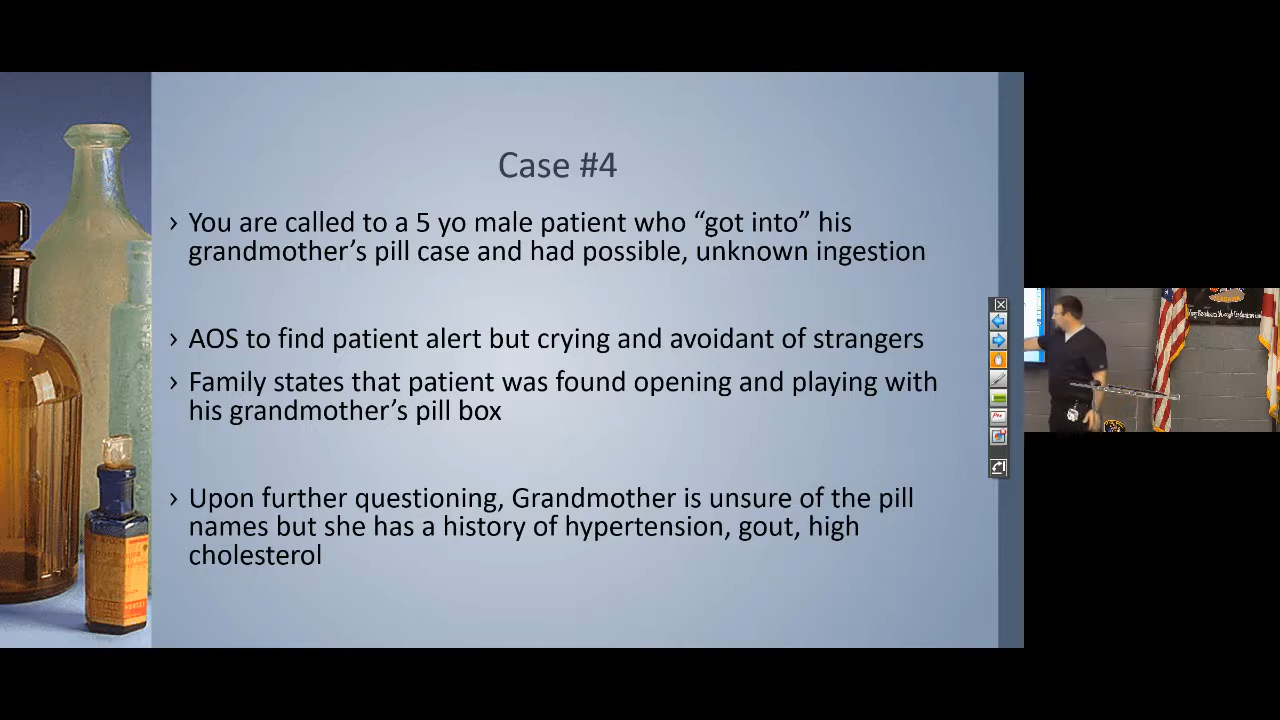 Case #4
› You are called to a 5 yo male patient who “got into” his
grandmother’s pill case and had possible, unknown ingestion
› AOS to find patient alert but crying and avoidant of strangers
› Family states that patient was found opening and playing with
his grandmother’s pill box
› Upon further questioning, Grandmother is unsure of the pill
names but she has a history of hypertension, gout, high
cholesterol